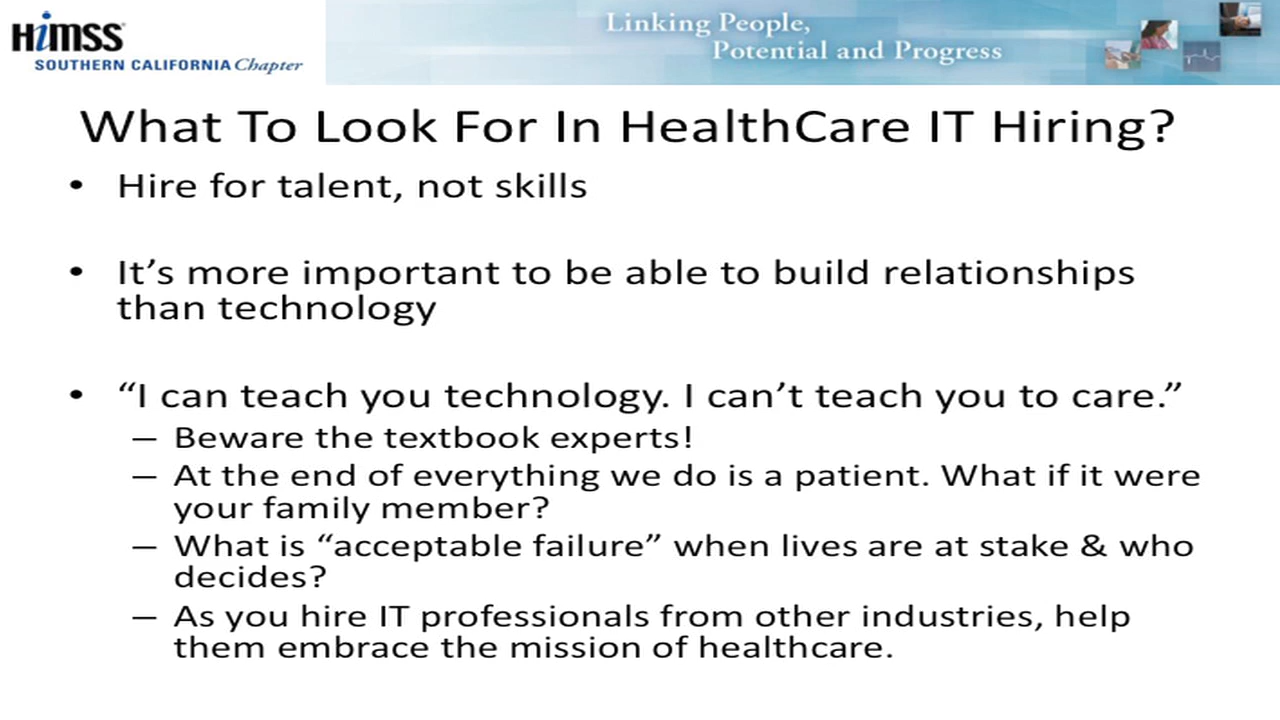 HiMSS
SOUTHERN CALIFORNIA Chapter
Linking People,
Potential and Progress
What To Look For In HealthCare IT Hiring?
• Hire for talent, not skills
• It’s more important to be able to build relationships
than technology
• “I can teach you technology. I can’t teach you to care.”
– Beware the textbook experts!
– At the end of everything we do is a patient. What if it were
your family member?
– What is “acceptable failure” when lives are at stake & who
decides?
– As you hire IT professionals from other industries, help
them embrace the mission of healthcare.